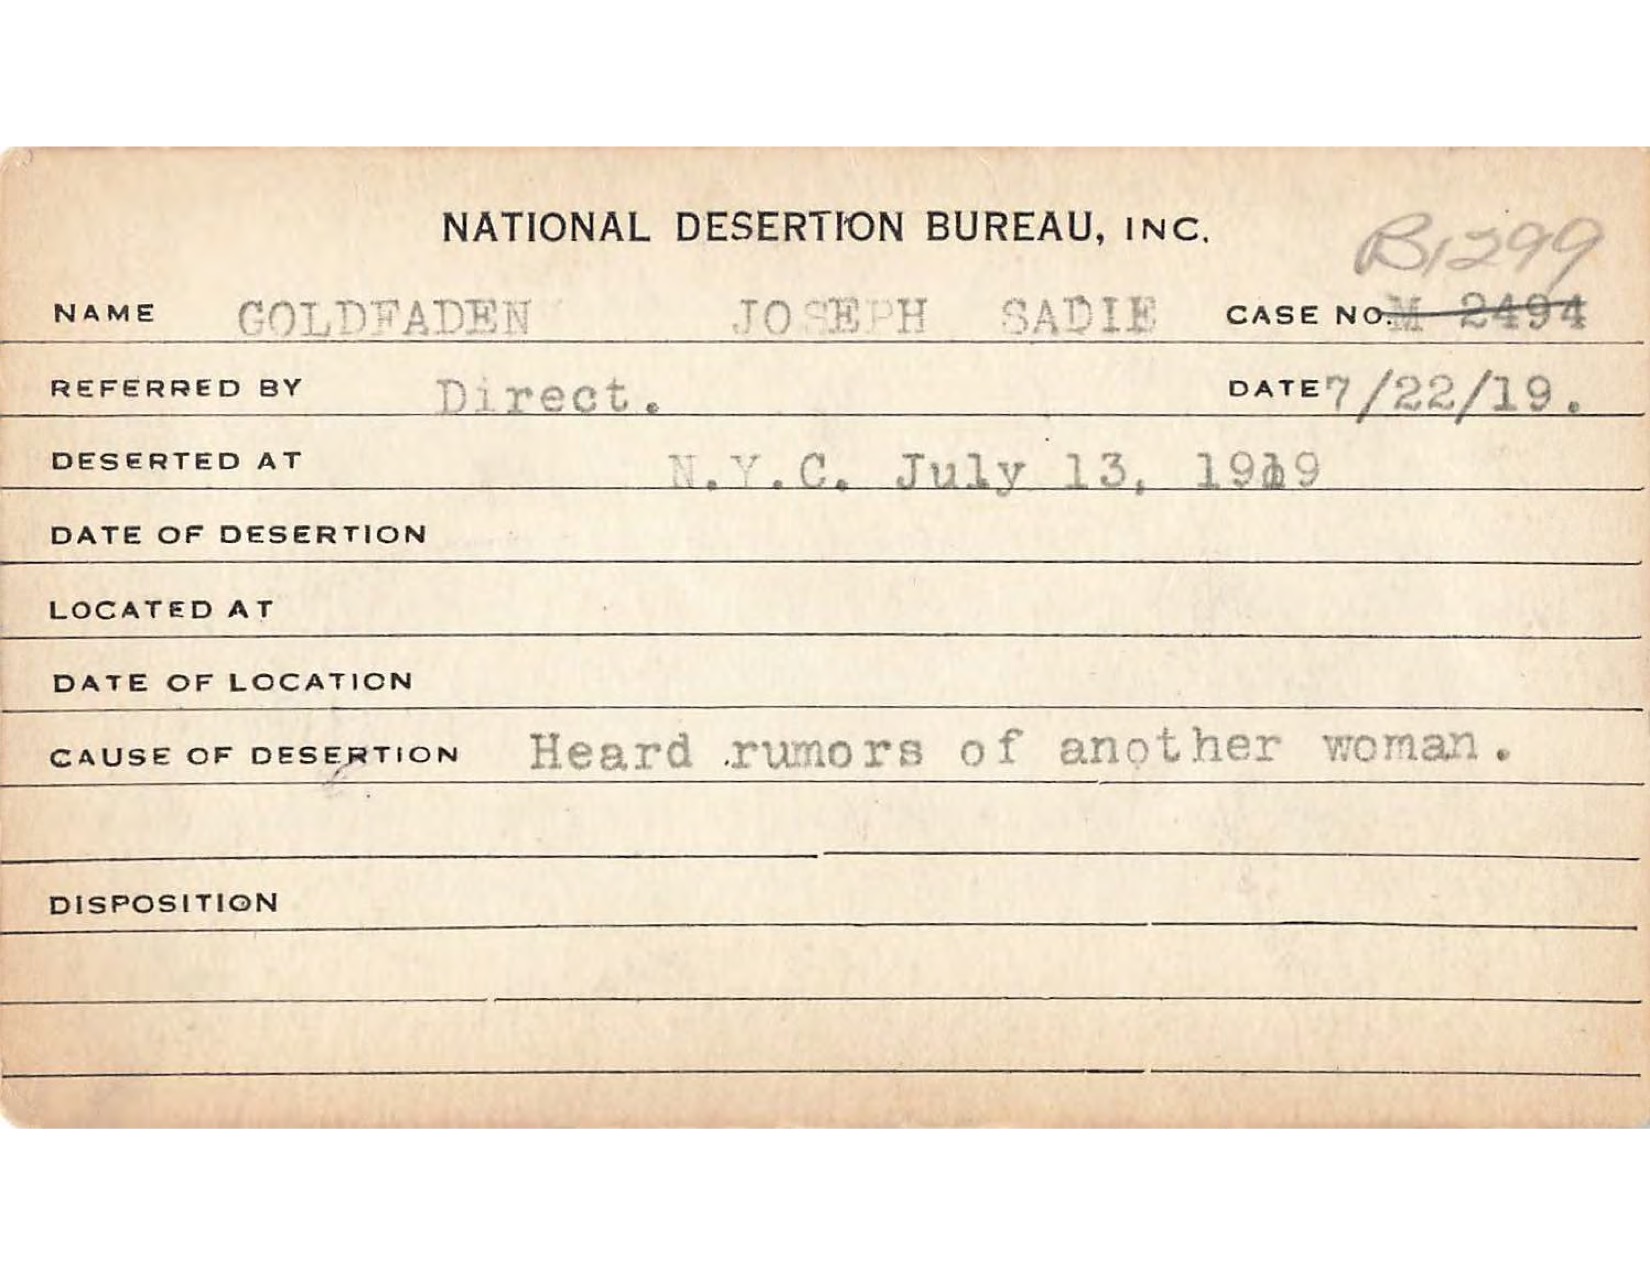 NATIONAL DESERTION BUREAU, INC.
B1299
NAME GOLDFADEN JOSEPH SADIE CASE NO. M 2494
REFERRED BY Direct. DATE 7/22/19.
DESERTED AT N.Y.C. July 13, 1919
DATE OF DESERTION
LOCATED AT
DATE OF LOCATION
CAUSE OF DESERTION Heard rumors of another woman.
DISPOSITION